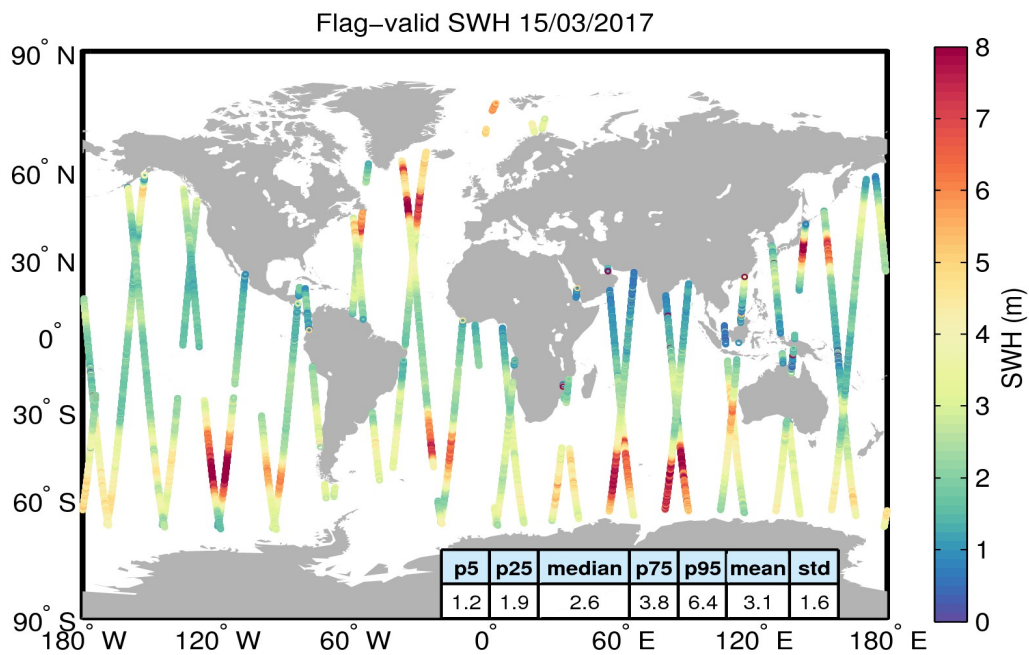 Flag−valid SWH 15/03/2017
90° N
60° N
30° N
0°
30° S
60° S
90° S
180° W
120° W
60° W
0°
60° E
120° E
180° E
p5 p25 median p75 p95 mean std
1.2 1.9 2.6 3.8 6.4 3.1 1.6
8
7
6
5
4
3
2
1
0
SWH (m)